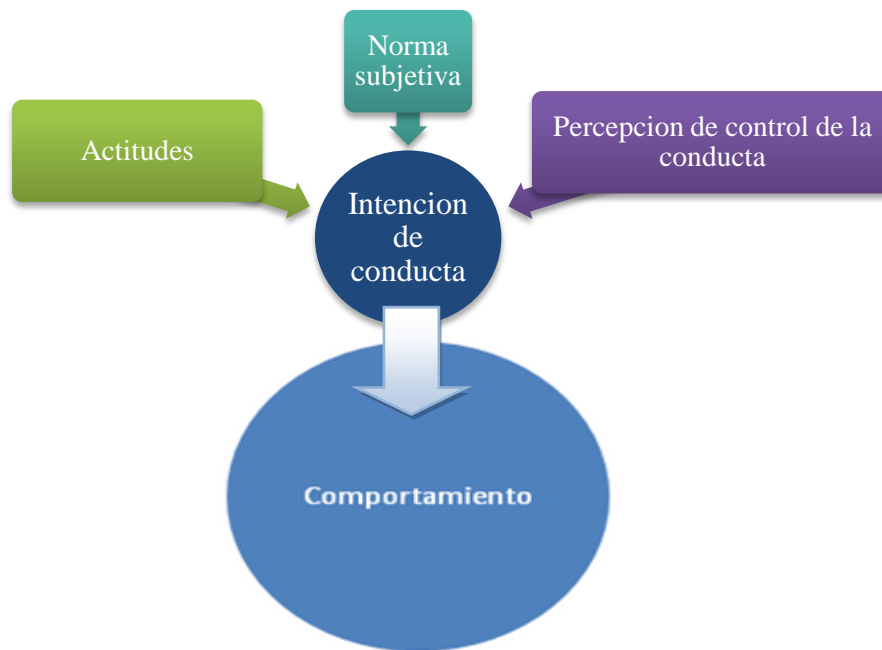 Norma
subjetiva
Actitudes
Percepcion de control de la
conducta
Intencion
de
conducta
Comportamiento